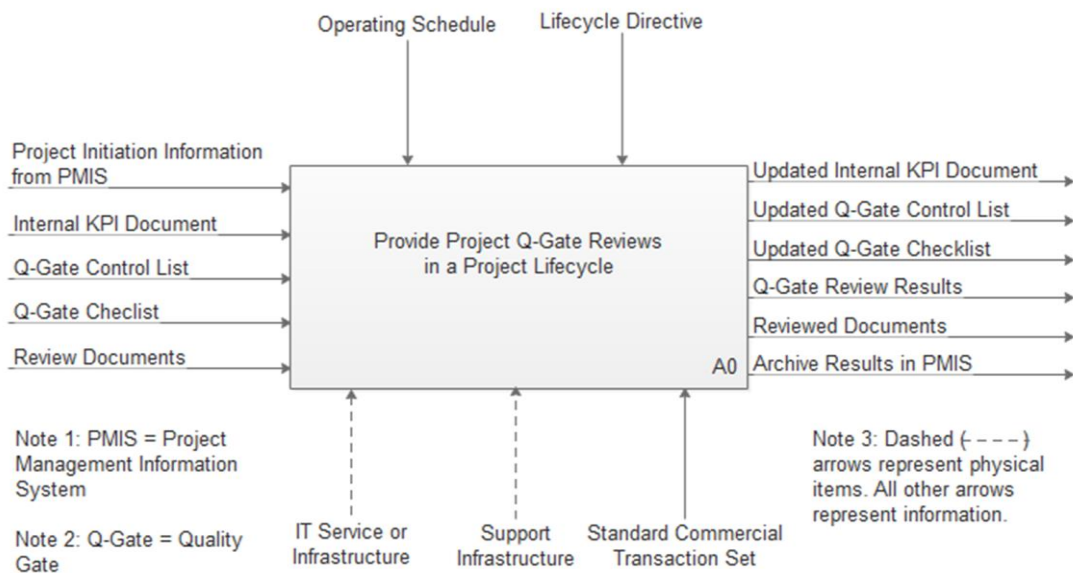 Operating Schedule
Lifecycle Directive
Project Initiation Information
from PMIS
Internal KPI Document
Q-Gate Control List
Q-Gate Checlist
Review Documents
Provide Project Q-Gate Reviews
in a Project Lifecycle
A0
Updated Internal KPI Document
Updated Q-Gate Control List
Updated Q-Gate Checklist
Q-Gate Review Results
Reviewed Documents
Archive Results in PMIS
Note 1: PMIS = Project
Management Information
System
Note 2: Q-Gate = Quality
Gate
IT Service or
Infrastructure
Support
Infrastructure
Standard Commercial
Transaction Set
Note 3: Dashed (- - - -)
arrows represent physical
items. All other arrows
represent information.